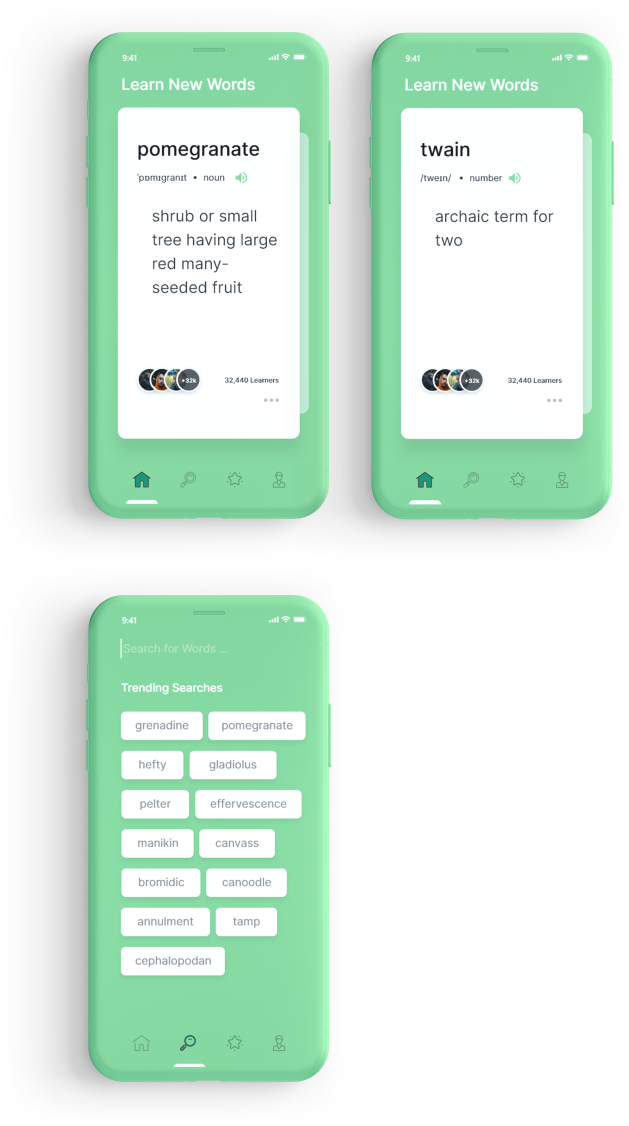 9:41
Learn New Words
pomegranate
'pɒmɪgranɪt • noun
shrub or small
tree having large
red many-
seeded fruit
+32k
32,440 Learners
9:41
Learn New Words
twain
/tweɪn/ • number
archaic term for
two
+32k
32,440 Learners
9:41
Search for Words ...
Trending Searches
grenadine pomegranate
hefty gladiolus
pelter effervescence
manikin canvass
bromidic canoodle
annulment tamp
cephalopodan